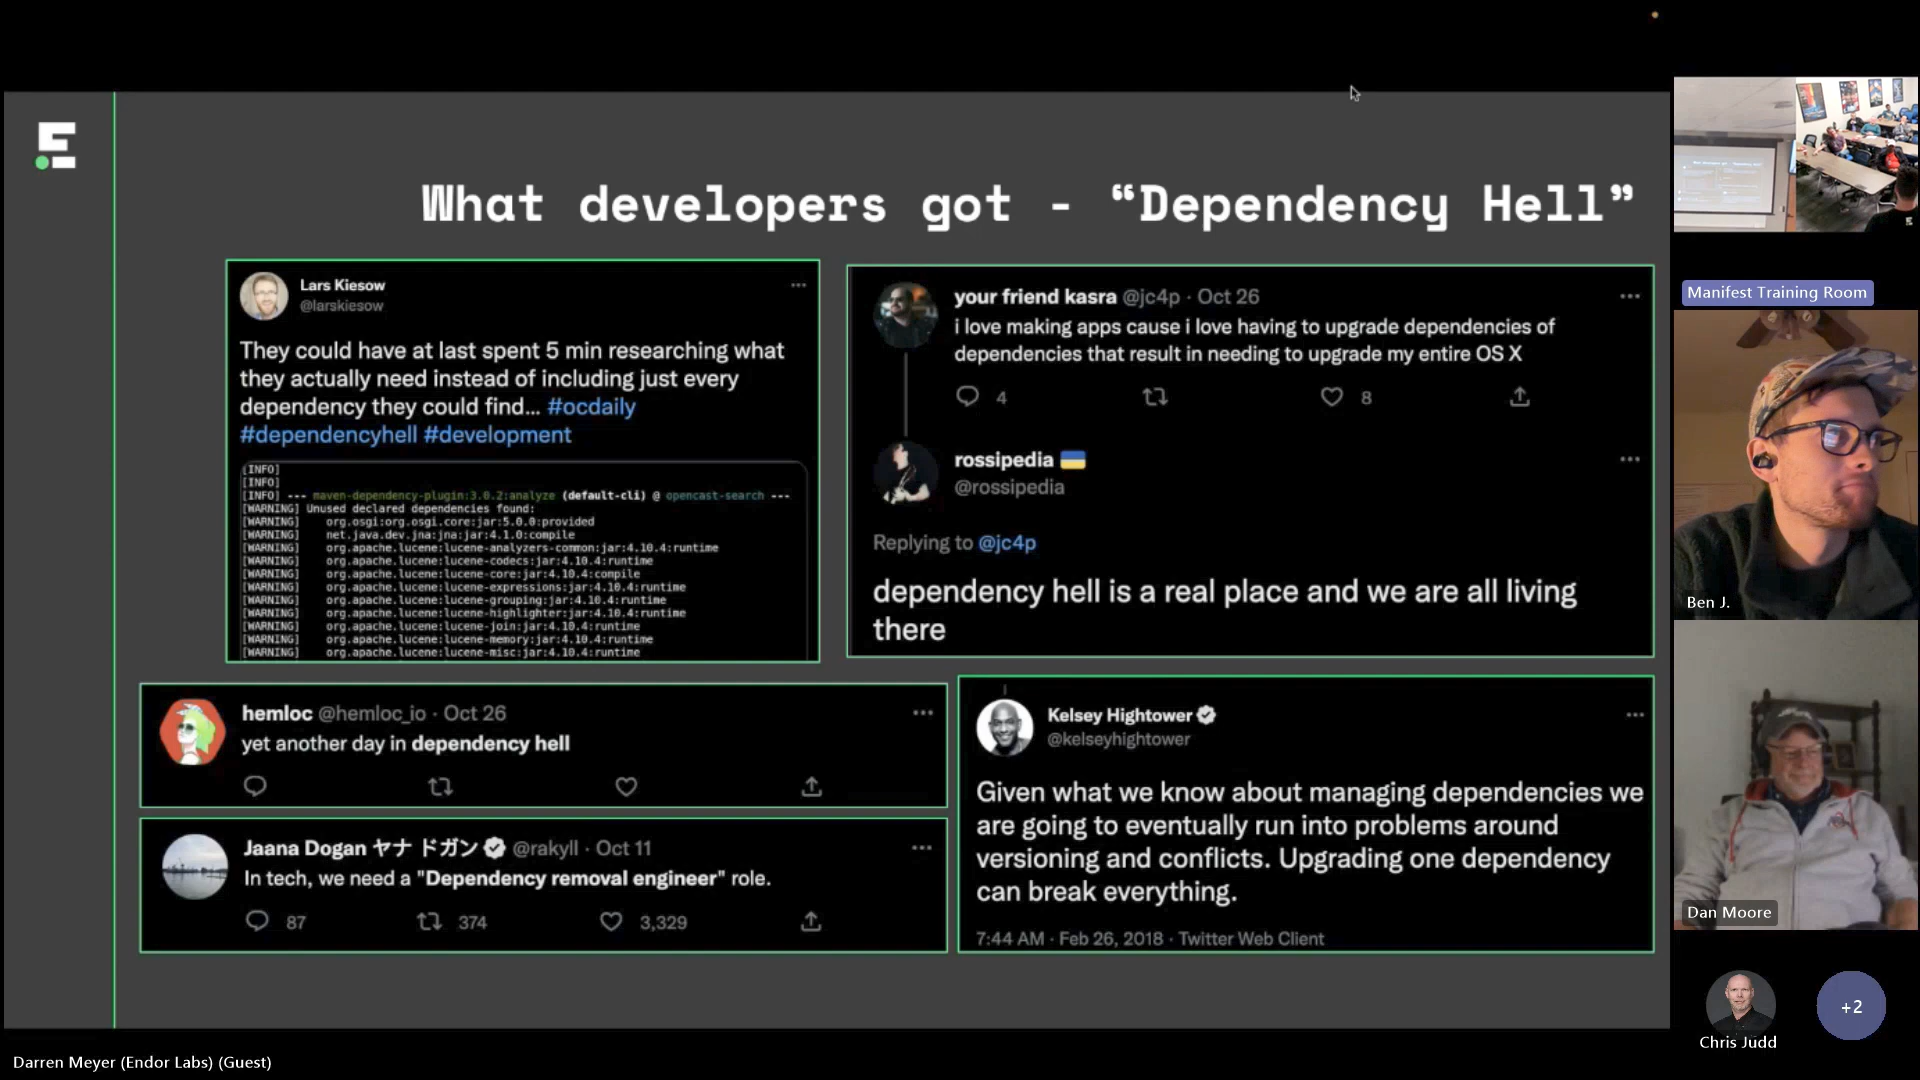 What developers got - “Dependency Hell”
Lars Kiesow
@larskiesow
They could have at last spent 5 min researching what
they actually need instead of including just every
dependency they could find... #ocdaily
#dependencyhell #development
[INFO]
[INFO]
[INFO] --- maven-dependency-plugin:3.0.2:analyze (default-cli) @ opencast-search ---
[WARNING] Unused declared dependencies found:
[WARNING] org.osgi:org.osgi.core:jar:5.0.0:provided
[WARNING] net.java.dev.jna:jna:jar:4.1.0:compile
[WARNING] org.apache.lucene:lucene-analyzers-common:jar:4.10.4:runtime
[WARNING] org.apache.lucene:lucene-codecs:jar:4.10.4:runtime
[WARNING] org.apache.lucene:lucene-core:jar:4.10.4:compile
[WARNING] org.apache.lucene:lucene-expressions:jar:4.10.4:runtime
[WARNING] org.apache.lucene:lucene-grouping:jar:4.10.4:runtime
[WARNING] org.apache.lucene:lucene-highlighter:jar:4.10.4:runtime
[WARNING] org.apache.lucene:lucene-join:jar:4.10.4:runtime
[WARNING] org.apache.lucene:lucene-memory:jar:4.10.4:runtime
[WARNING] org.apache.lucene:lucene-misc:jar:4.10.4:runtime
your friend kasra @jc4p · Oct 26
i love making apps cause i love having to upgrade dependencies of
dependencies that result in needing to upgrade my entire OS X
4 8
rossipedia
@rossipedia
Replying to @jc4p
dependency hell is a real place and we are all living
there
hemloc @hemloc_io · Oct 26
yet another day in dependency hell
Jaana Dogan ヤナ ドガン @rakyll · Oct 11
In tech, we need a "Dependency removal engineer" role.
87 374 3,329
Kelsey Hightower
@kelseyhightower
Given what we know about managing dependencies we
are going to eventually run into problems around
versioning and conflicts. Upgrading one dependency
can break everything.
7:44 AM · Feb 26, 2018 · Twitter Web Client
Manifest Training Room
Ben J.
Dan Moore
Chris Judd
+2
Darren Meyer (Endor Labs) (Guest)